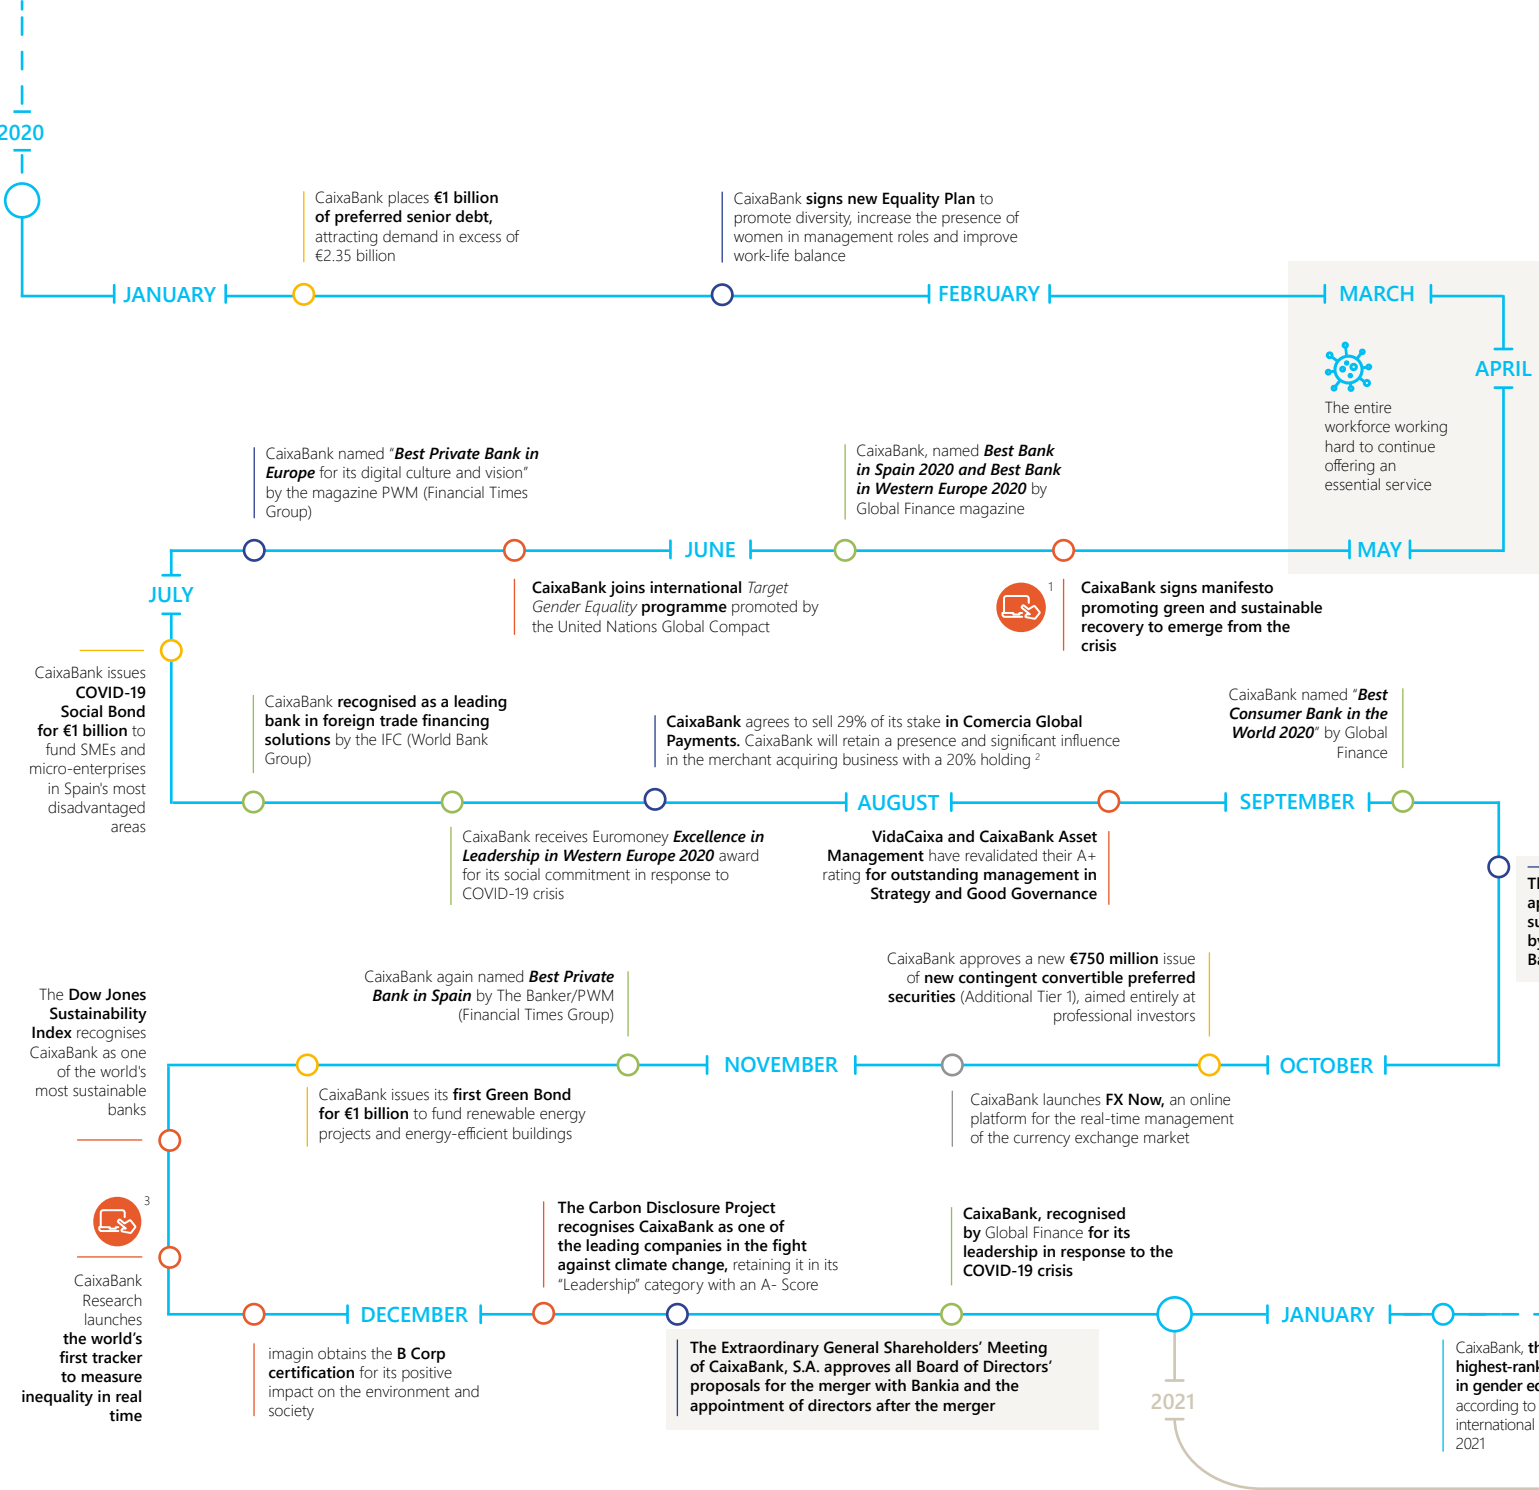 2020
CaixaBank places €1 billion
of preferred senior debt,
attracting demand in excess of
€2.35 billion
CaixaBank signs new Equality Plan to
promote diversity, increase the presence of
women in management roles and improve
work-life balance
JANUARY
FEBRUARY
MARCH
APRIL
The entire
workforce working
hard to continue
offering an
essential service
MAY
CaixaBank signs manifesto
promoting green and sustainable
recovery to emerge from the
crisis
1
CaixaBank, named Best Bank
in Spain 2020 and Best Bank
in Western Europe 2020 by
Global Finance magazine
JUNE
CaixaBank joins international Target
Gender Equality programme promoted by
the United Nations Global Compact
CaixaBank named “Best Private Bank in
Europe for its digital culture and vision”
by the magazine PWM (Financial Times
Group)
JULY
CaixaBank issues
COVID-19
Social Bond
for €1 billion to
fund SMEs and
micro-enterprises
in Spain's most
disadvantaged
areas
CaixaBank recognised as a leading
bank in foreign trade financing
solutions by the IFC (World Bank
Group)
CaixaBank receives Euromoney Excellence in
Leadership in Western Europe 2020 award
for its social commitment in response to
COVID-19 crisis
CaixaBank agrees to sell 29% of its stake in Comercia Global
Payments. CaixaBank will retain a presence and significant influence
in the merchant acquiring business with a 20% holding 2
AUGUST
VidaCaixa and CaixaBank Asset
Management have revalidated their A+
rating for outstanding management in
Strategy and Good Governance
SEPTEMBER
CaixaBank named “Best
Consumer Bank in the
World 2020” by Global
Finance
OCTOBER
CaixaBank approves a new €750 million issue
of new contingent convertible preferred
securities (Additional Tier 1), aimed entirely at
professional investors
CaixaBank launches FX Now, an online
platform for the real-time management
of the currency exchange market
NOVEMBER
CaixaBank again named Best Private
Bank in Spain by The Banker/PWM
(Financial Times Group)
CaixaBank issues its first Green Bond
for €1 billion to fund renewable energy
projects and energy-efficient buildings
The Dow Jones
Sustainability
Index recognises
CaixaBank as one
of the world's
most sustainable
banks
3
CaixaBank
Research
launches
the world’s
first tracker
to measure
inequality in real
time
imagin obtains the B Corp
certification for its positive
impact on the environment and
society
DECEMBER
The Carbon Disclosure Project
recognises CaixaBank as one of
the leading companies in the fight
against climate change, retaining it in its
“Leadership” category with an A- Score
The Extraordinary General Shareholders’ Meeting
of CaixaBank, S.A. approves all Board of Directors’
proposals for the merger with Bankia and the
appointment of directors after the merger
CaixaBank, recognised
by Global Finance for its
leadership in response to the
COVID-19 crisis
2021
JANUARY
CaixaBank,
in gender
according to
international
2021